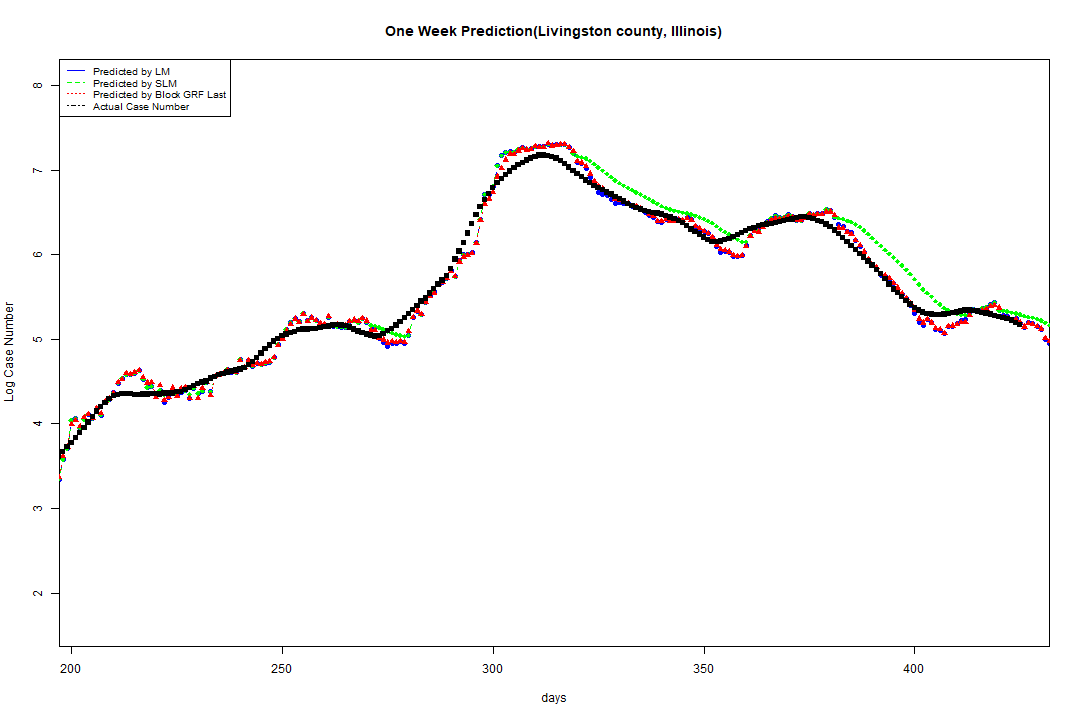 One Week Prediction(Livingston county, Illinois)
Predicted by LM
Predicted by SLM
Predicted by Block GRF Last
Actual Case Number
8
7
6
5
4
3
2
Log Case Number
200 250 300 350 400
days